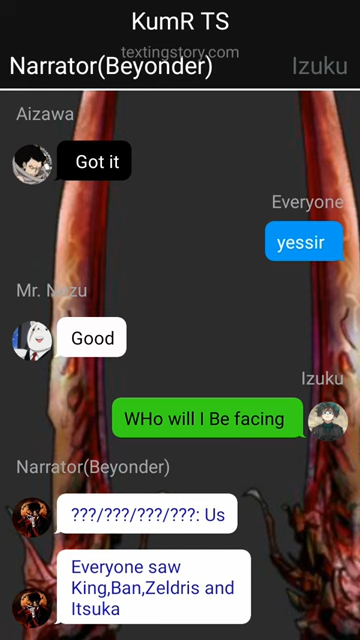 KumR TS
textingstory.com
Narrator(Beyonder) Izuku
Aizawa
Got it
Everyone
yessir
Mr. Nezu
Good
Izuku
WHo will I Be facing
Narrator(Beyonder)
???/???/???/???: Us
Everyone saw
King,Ban,Zeldris and
Itsuka